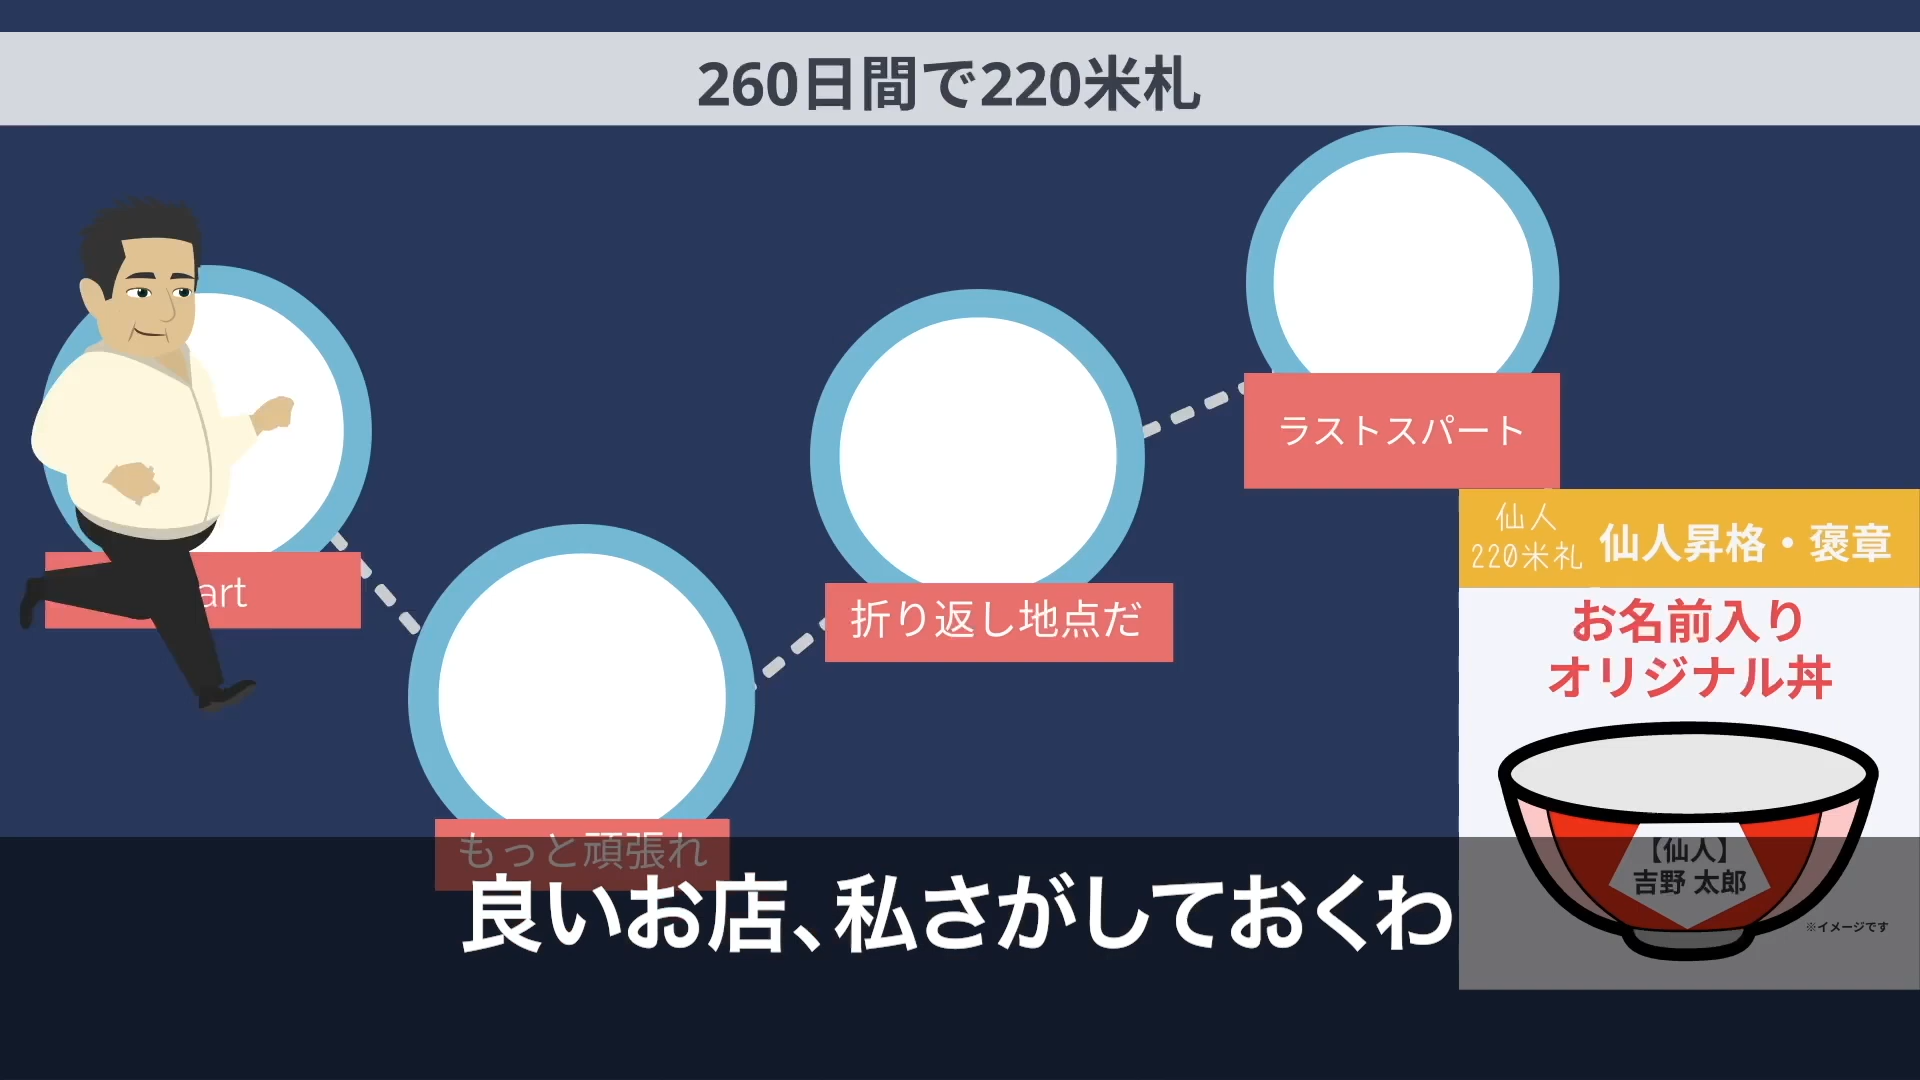 260日間で220米札
art
もっと頑張れ
折り返し地点だ
ラストスパート
仙人
220米礼
仙人昇格・褒章
お名前入り
オリジナル丼
【仙人】
吉野 太郎
※イメージです
良いお店、私さがしておくわ